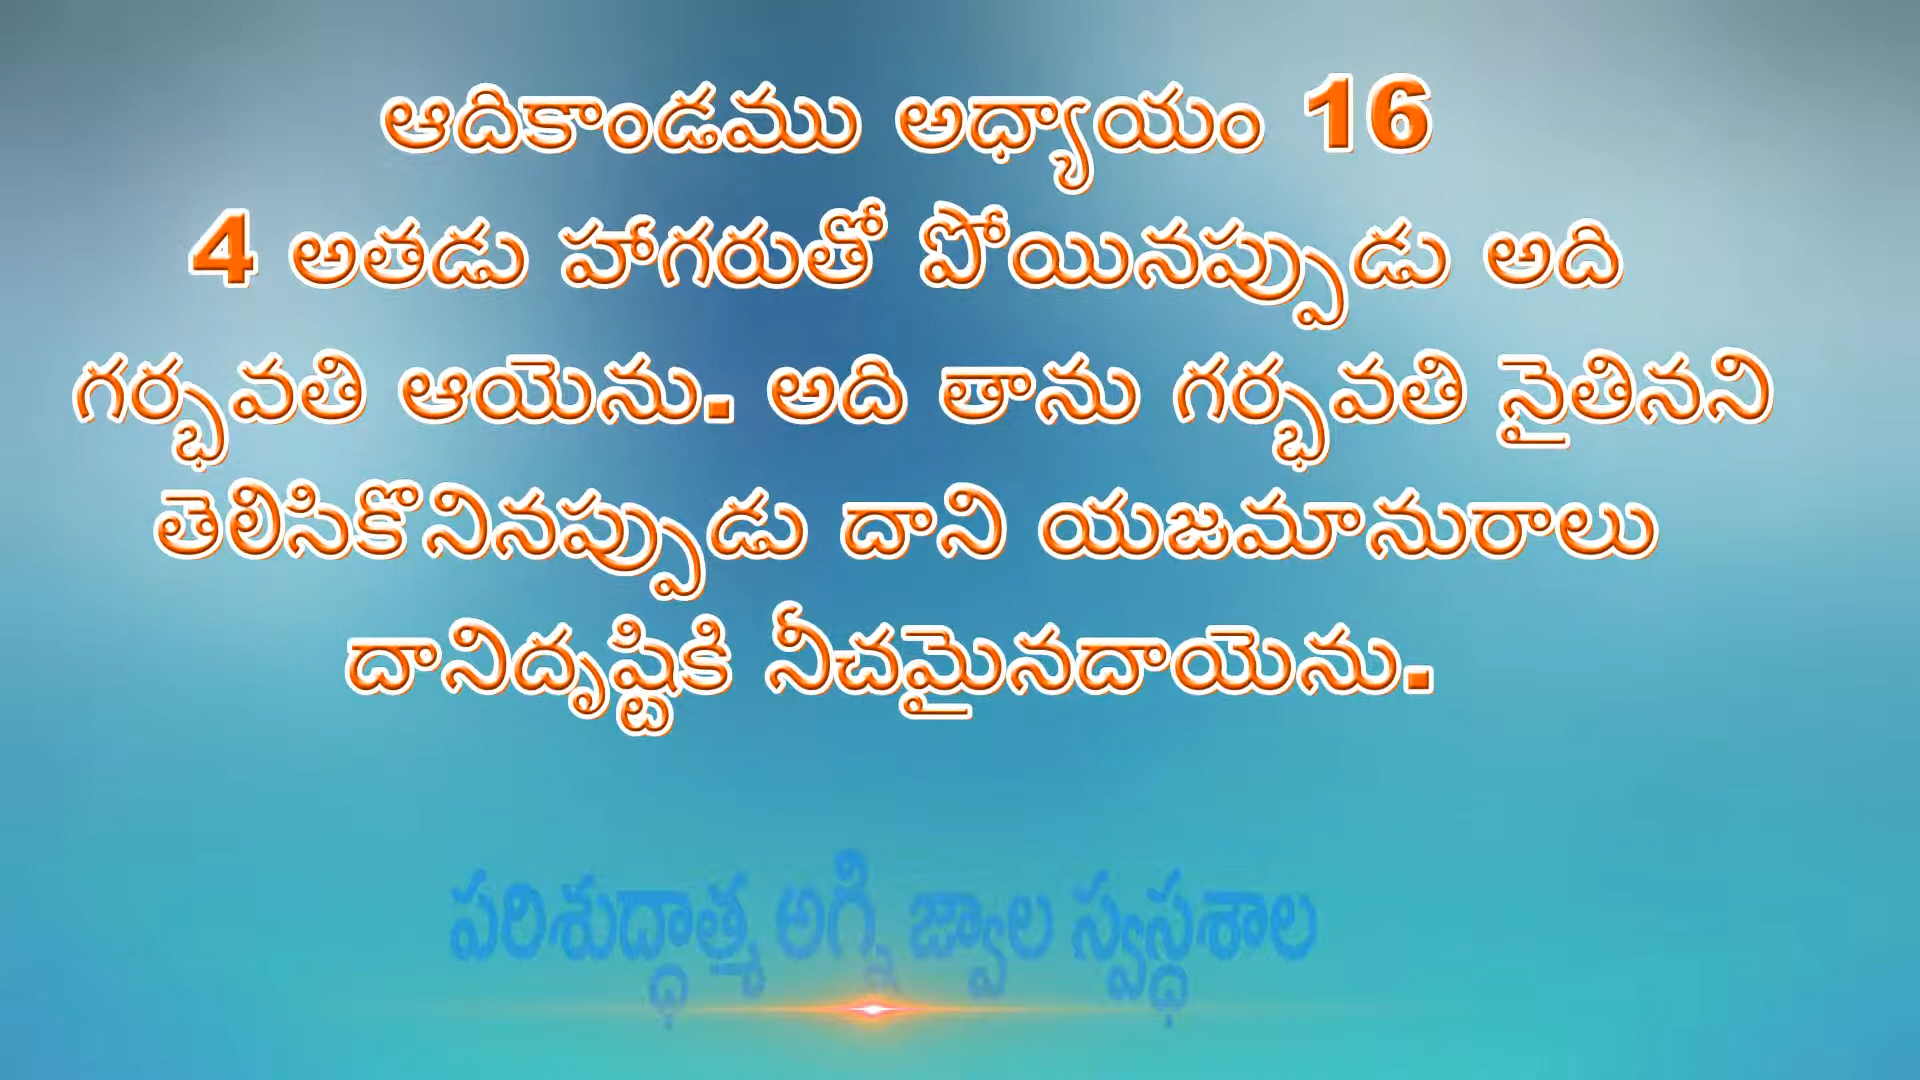 ఆదికాండము అధ్యాయం 16
4 అతడు హాగరుతో పోయినప్పుడు అది
గర్భవతి ఆయెను. అది తాను గర్భవతి నైతినని
తెలిసికొనినప్పుడు దాని యజమానురాలు
దానిదృష్టికి నీచమైనదాయెను.
పరిశుద్ధాత్మ అగ్ని జ్వాల స్వస్థశాల